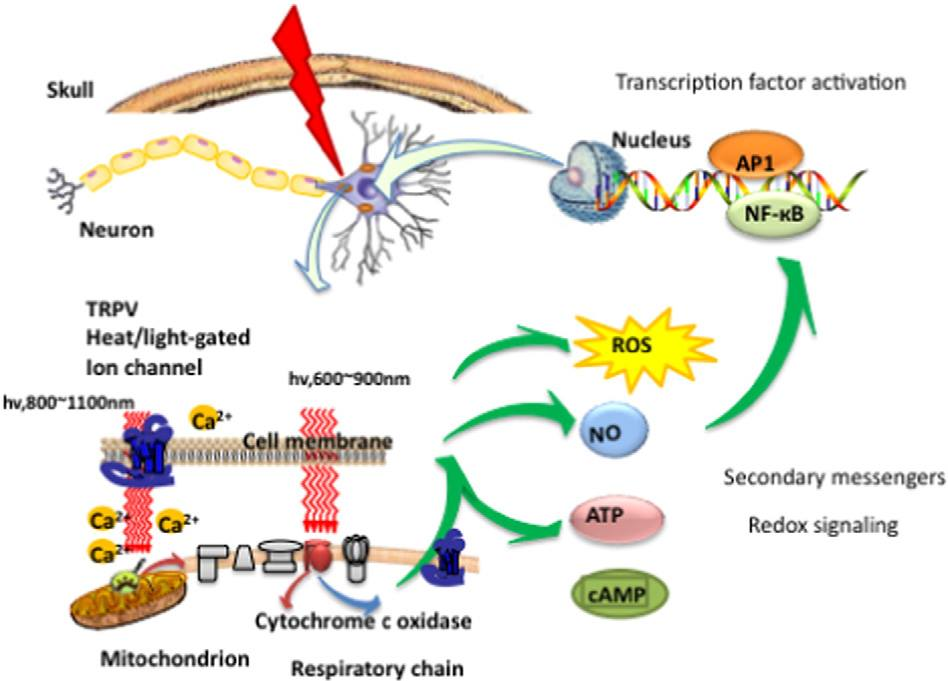 Skull
Transcription factor activation
Nucleus
AP1
NF-κB
Neuron
TRPV
Heat/light-gated
Ion channel
hν,600~900nm
hν,800~1100nm
Ca2+
Cell membrane
ROS
NO
Secondary messengers
Ca2+
Ca2+
ATP
Redox signaling
Ca2+
cAMP
Cytochrome c oxidase
Mitochondrion
Respiratory chain